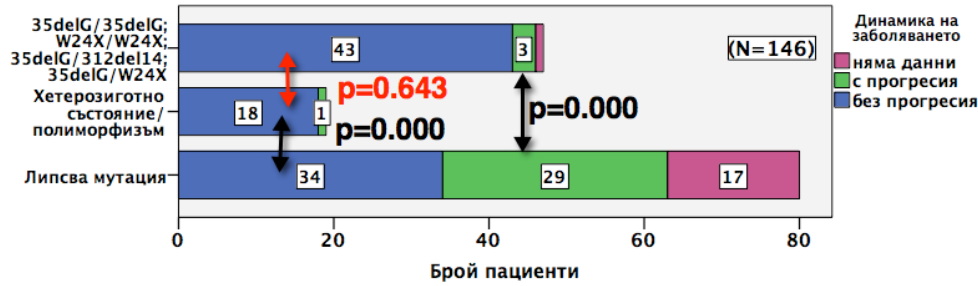 35delG/35delG;
W24X/W24X;
35delG/312del14;
35delG/W24X
Хетерозиготно
състояние/
полиморфизъм
Липсва мутация
43
3
18
1
34
29
17
p=0.643
p=0.000
p=0.000
(N=146)
Динамика на
заболяването
няма данни
с прогресия
без прогресия
0
20
40
60
80
Брой пациенти